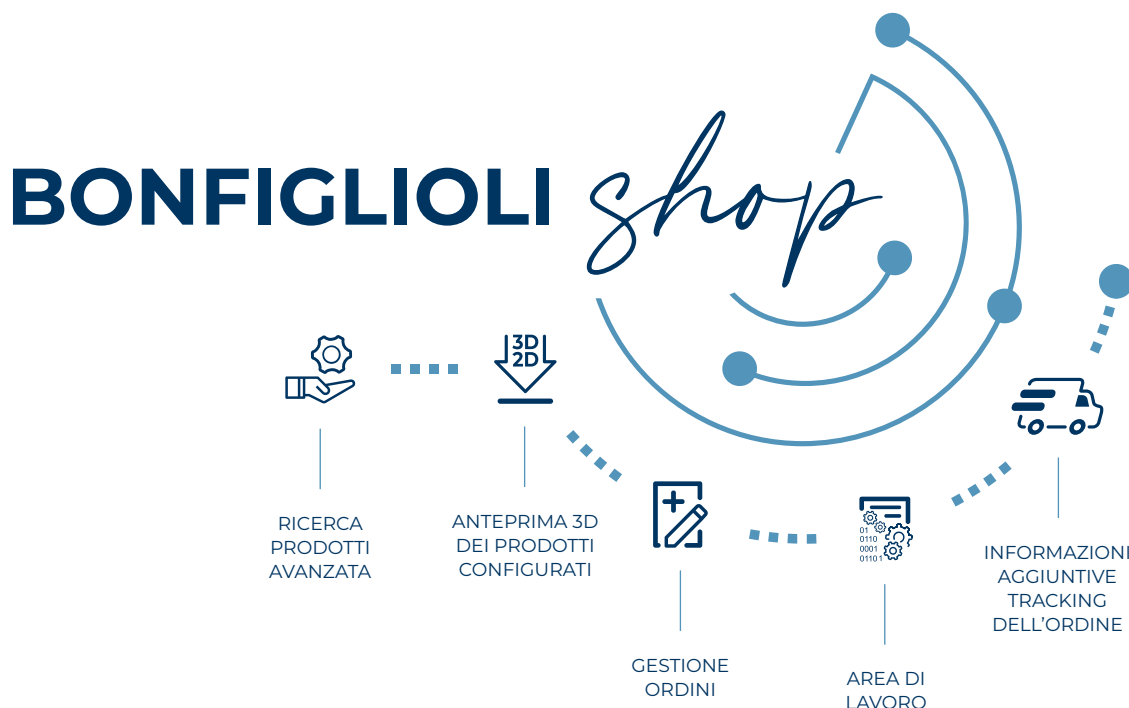 BONFIGLIOLI shop
3D
2D
RICERCA
PRODOTTI
AVANZATA
ANTEPRIMA 3D
DEI PRODOTTI
CONFIGURATI
GESTIONE
ORDINI
01
0110
0001
01101
AREA DI
LAVORO
INFORMAZIONI
AGGIUNTIVE
TRACKING
DELL'ORDINE